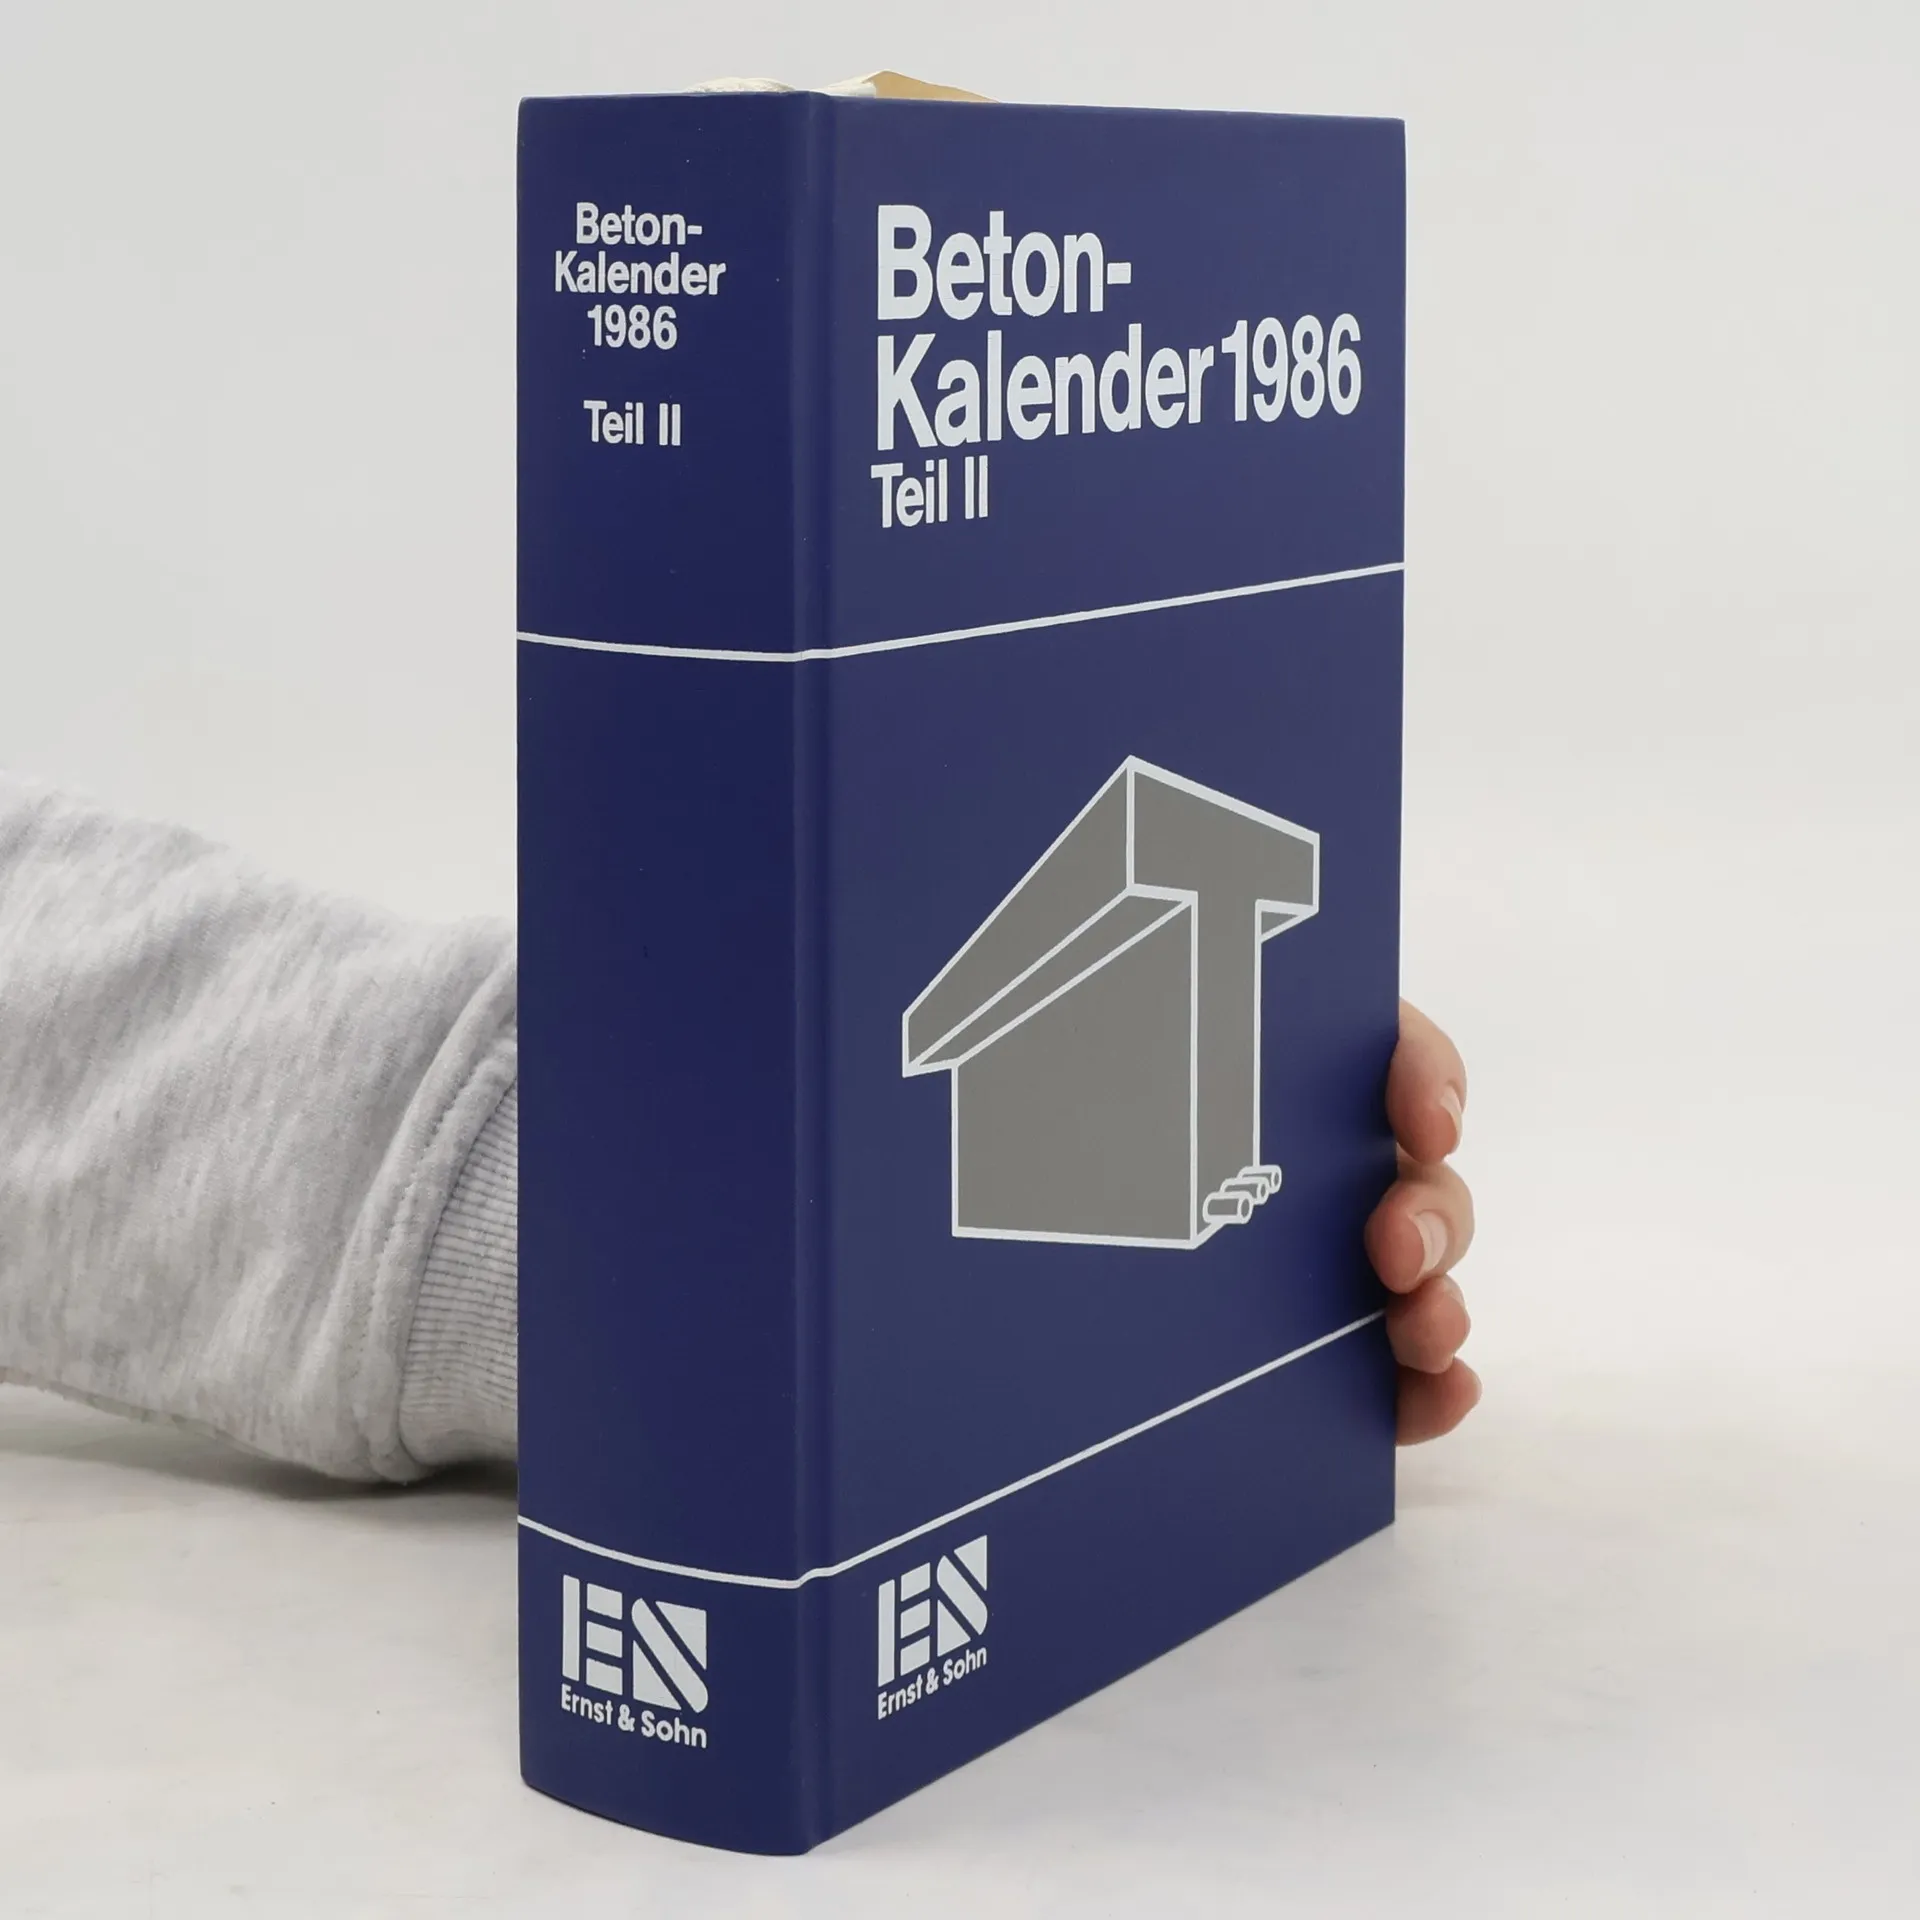 Beton-
Kalender
1986
Teil II
ES
Ernst & Sohn
Beton-
Kalender 1986
Teil II
ES
Ernst & Sohn